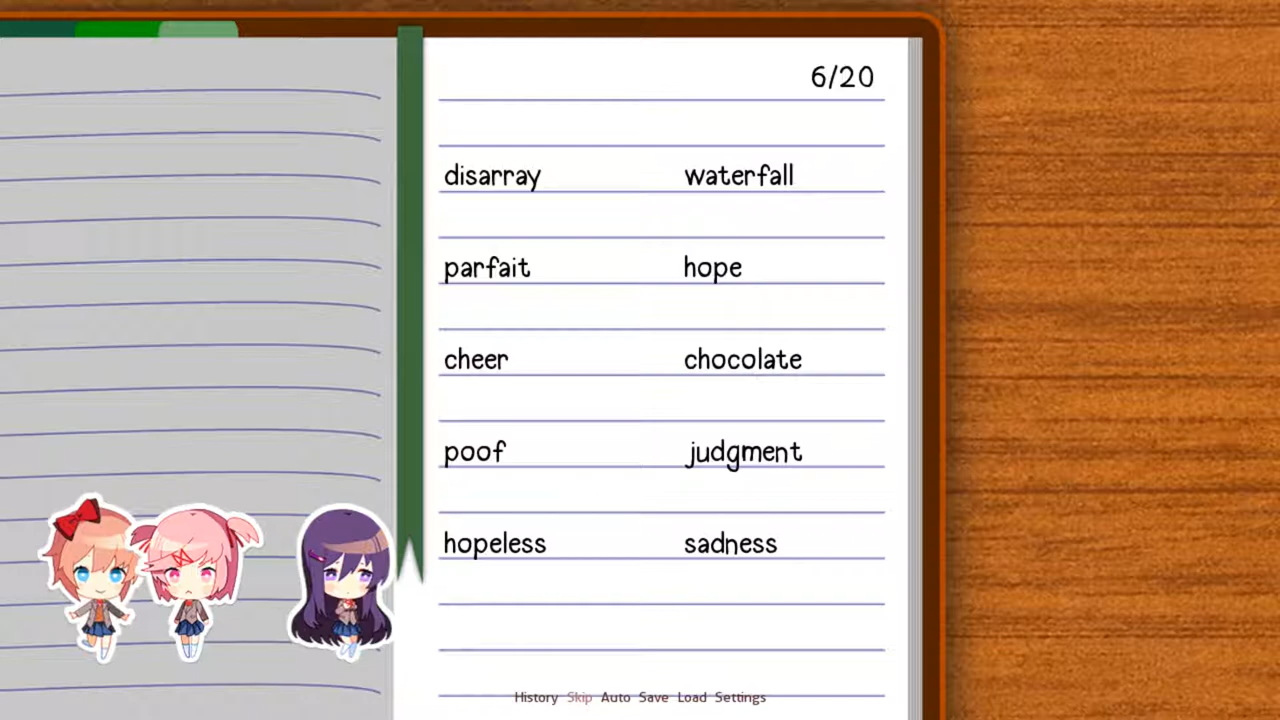 6/20
disarray waterfall
parfait hope
cheer chocolate
poof judgment
hopeless sadness
History Skip Auto Save Load Settings